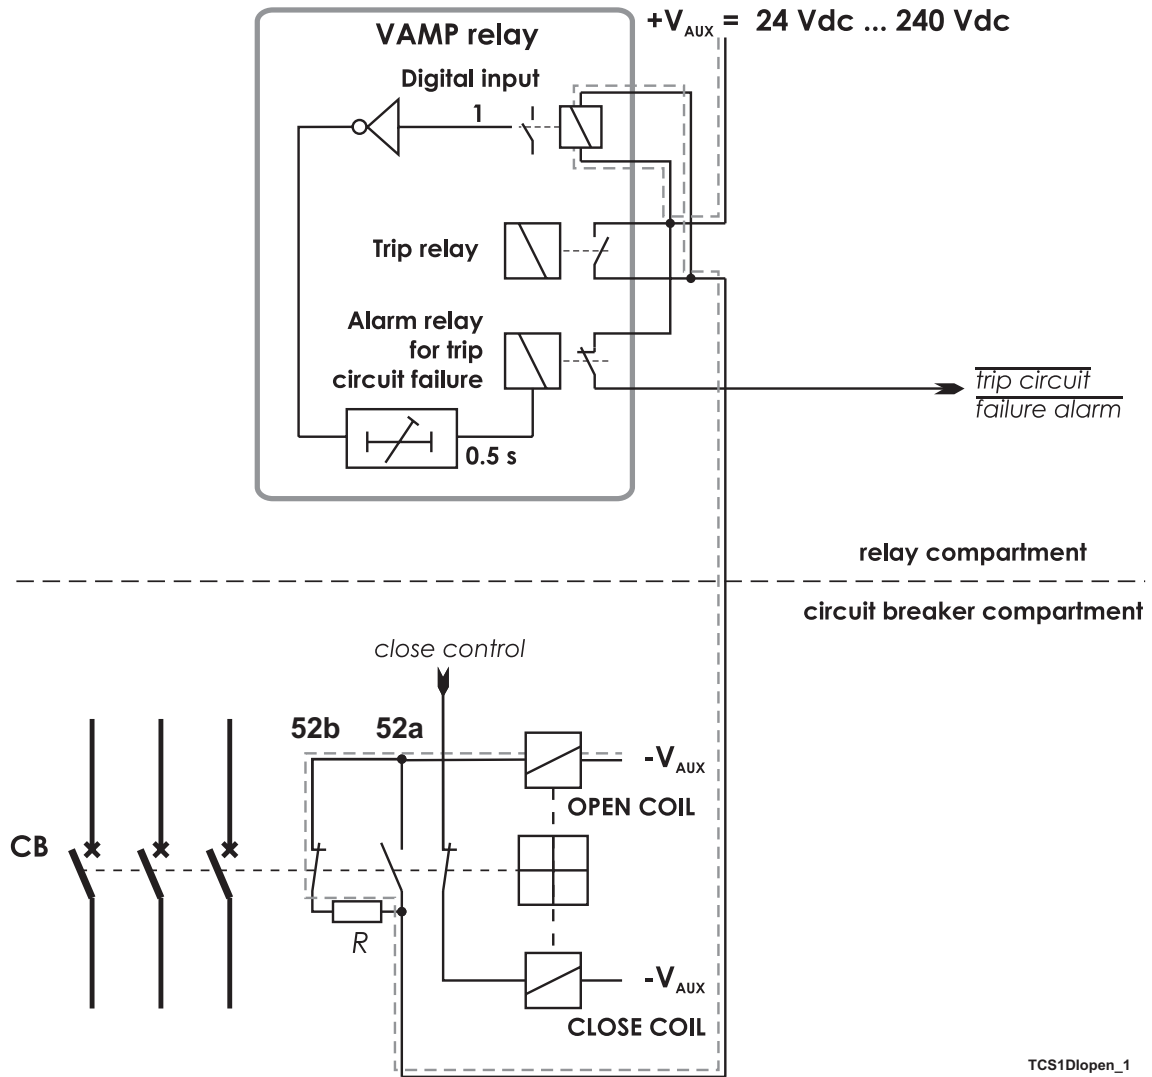 VAMP relay
+VAUX = 24 Vdc ... 240 Vdc
Digital input
1
Trip relay
Alarm relay
for trip
circuit failure
0.5 s
trip circuit
failure alarm
relay compartment
circuit breaker compartment
close control
52b 52a
-VAUX
OPEN COIL
CB
R
-VAUX
CLOSE COIL
TCS1DIopen_1